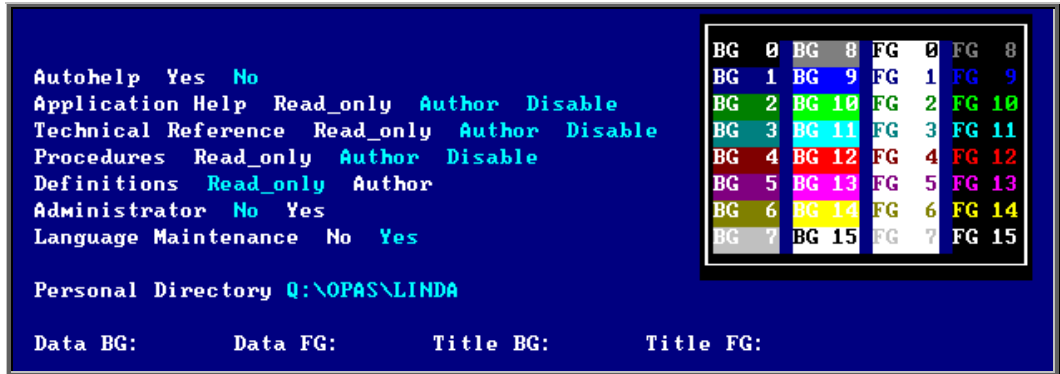 BG 0 BG 8 FG 0 FG 8
Autohelp Yes No
BG 1 BG 9 FG 1 FG 9
Application Help Read_only Author Disable
BG 2 BG 10 FG 2 FG 10
Technical Reference Read_only Author Disable
BG 3 BG 11 FG 3 FG 11
Procedures Read_only Author Disable
BG 4 BG 12 FG 4 FG 12
Definitions Read_only Author
BG 5 BG 13 FG 5 FG 13
Administrator No Yes
BG 6 BG 14 FG 6 FG 14
Language Maintenance No Yes
BG 7 BG 15 FG 7 FG 15
Personal Directory Q:\OPAS\LINDA
Data BG: Data FG: Title BG: Title FG: